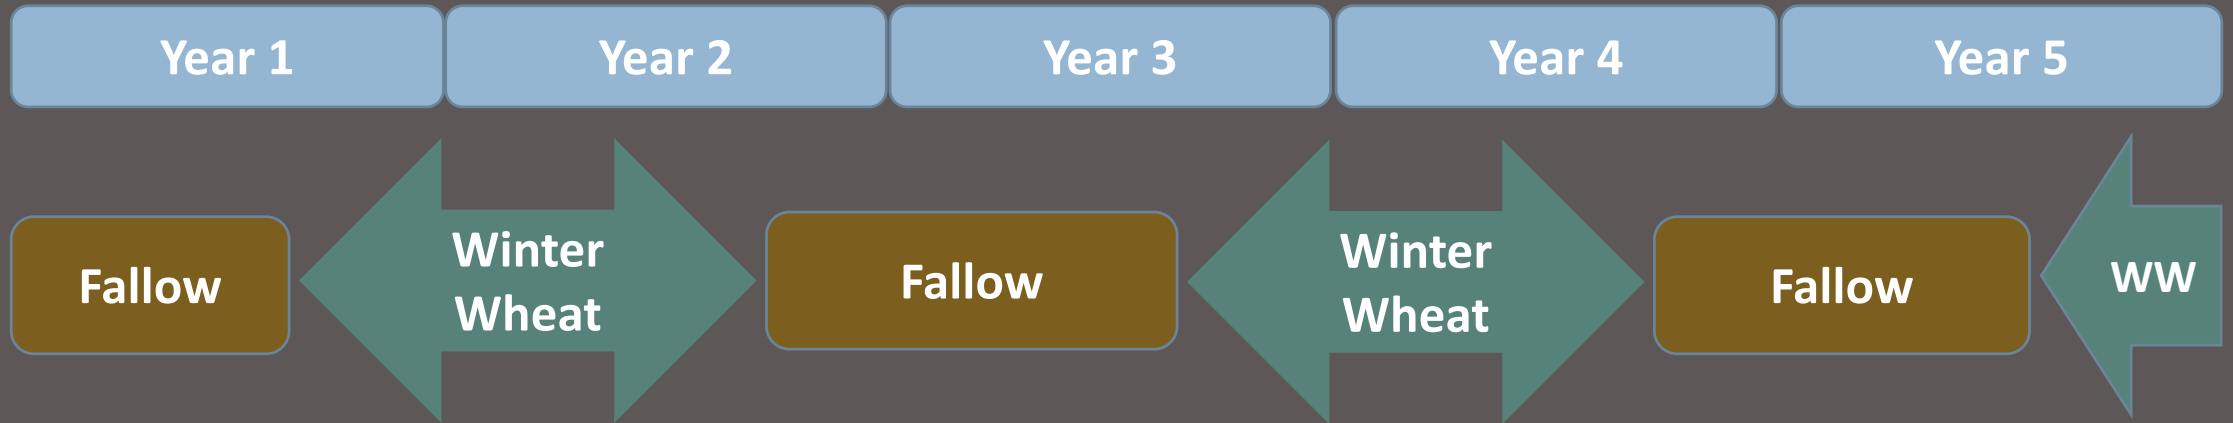 Year 1
Year 2
Year 3
Year 4
Year 5
Fallow
Winter
Wheat
Fallow
Winter
Wheat
Fallow
WW